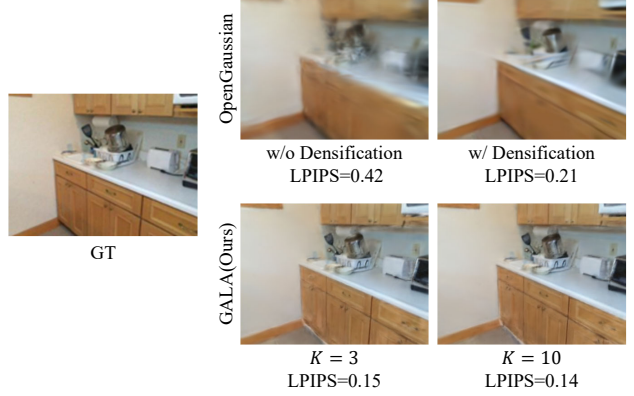 OpenGaussian
w/o Densification
LPIPS=0.42
w/ Densification
LPIPS=0.21
GT
GALA(Ours)
K = 3
LPIPS=0.15
K = 10
LPIPS=0.14